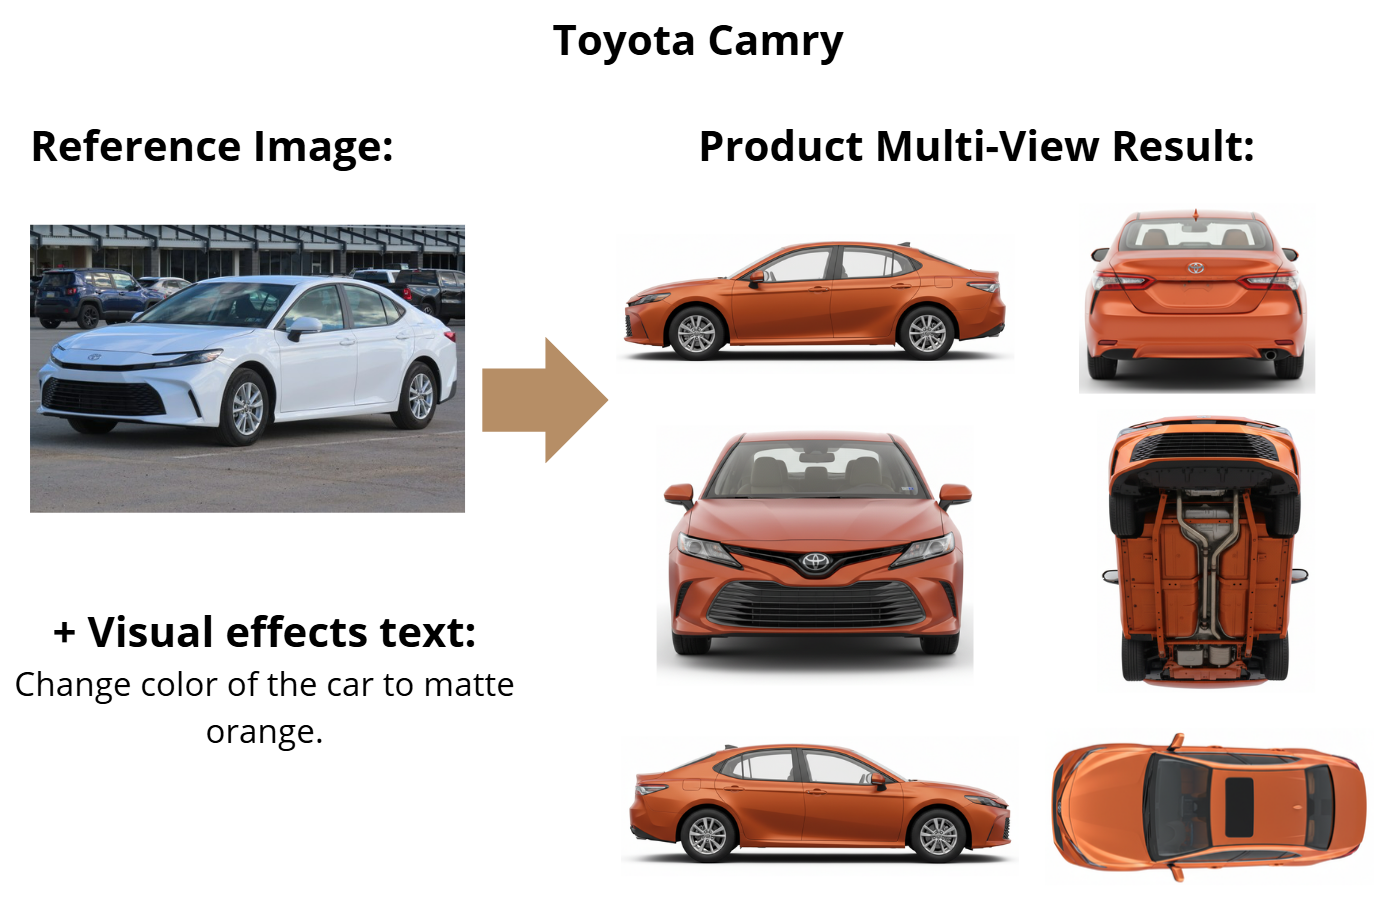 Toyota Camry
Reference Image:
Product Multi-View Result:
+ Visual effects text:
Change color of the car to matte
orange.